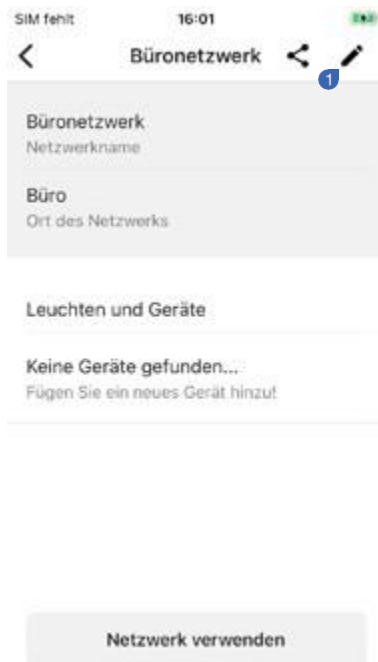 SIM fehlt 16:01
Büronetzwerk
1
Büronetzwerk
Netzwerkname
Büro
Ort des Netzwerks
Leuchten und Geräte
Keine Geräte gefunden...
Fügen Sie ein neues Gerät hinzu!
Netzwerk verwenden